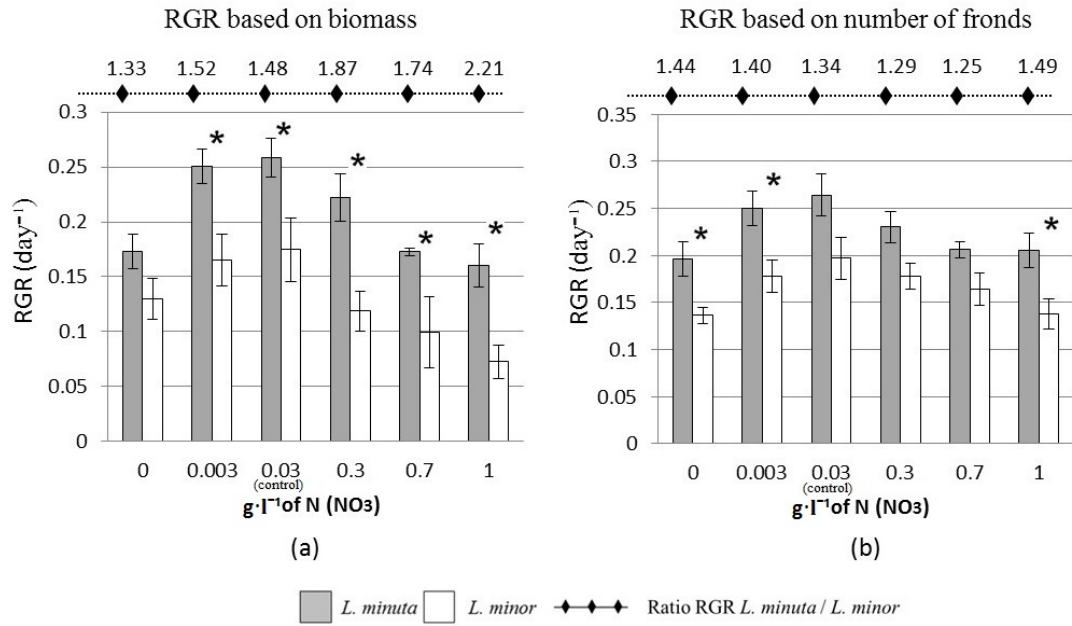 RGR based on biomass
1.33 1.52 1.48 1.87 1.74 2.21
0.3
0.25
0.2
0.15
0.1
0.05
0
RGR (day⁻¹)
* * * * *
0 0.003 0.03 0.3 0.7 1
(control)
g·l⁻¹of N (NO3)
(a)
RGR based on number of fronds
1.44 1.40 1.34 1.29 1.25 1.49
0.35
0.3
0.25
0.2
0.15
0.1
0.05
0
RGR (day⁻¹)
* * *
0 0.003 0.03 0.3 0.7 1
(control)
g·l⁻¹of N (NO3)
(b)
L. minuta L. minor Ratio RGR L. minuta / L. minor